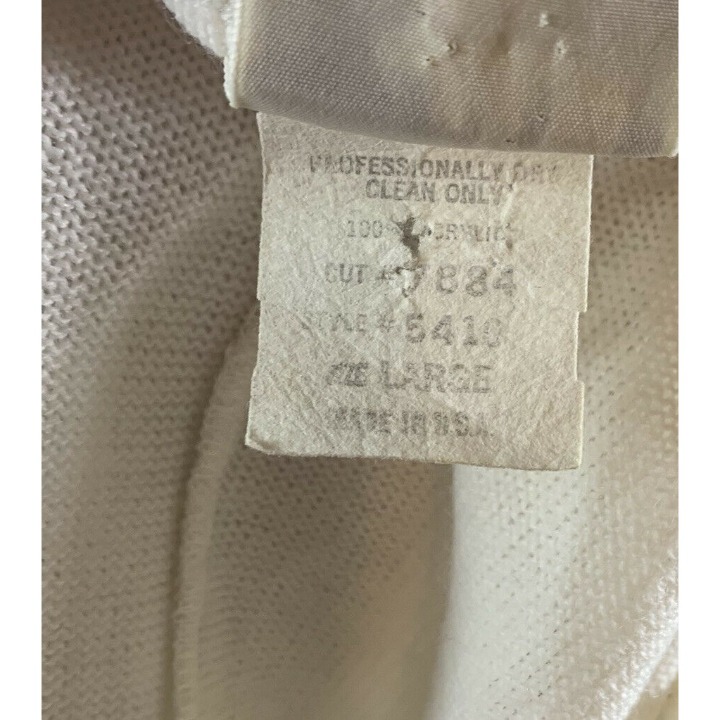 PROFESSIONALLY DRY
CLEAN ONLY
100% ACRYLIC
CUT # 7884
STYLE # 5410
SIZE LARGE
MADE IN U.S.A.